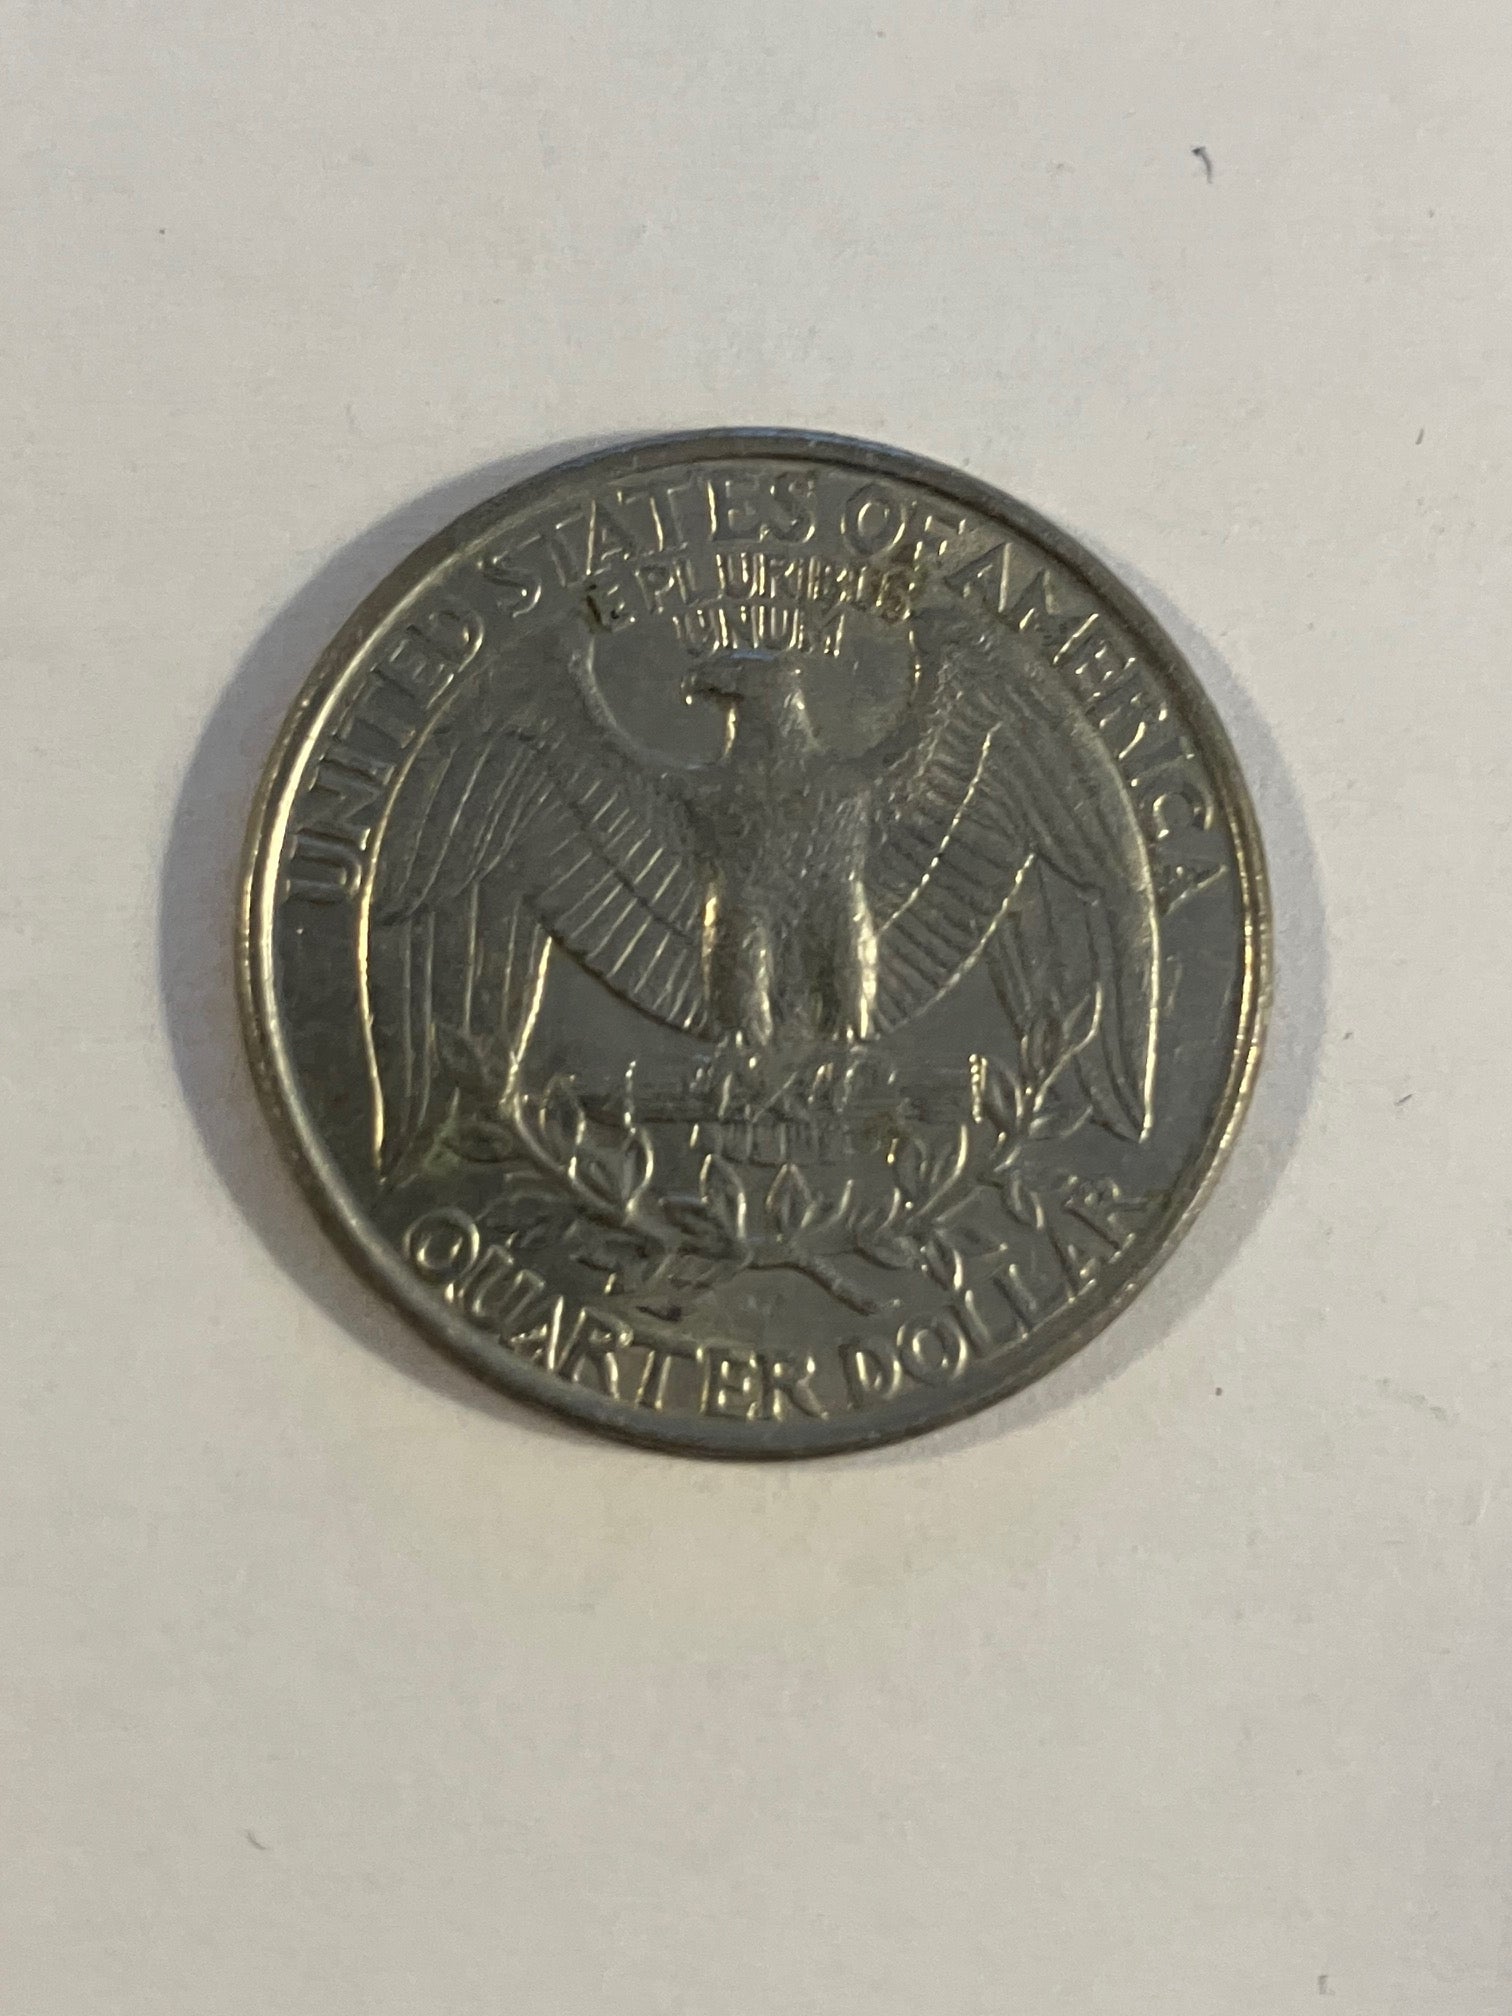 UNITED STATES OF AMERICA
E PLURIBUS
UNUM
QUARTER DOLLAR